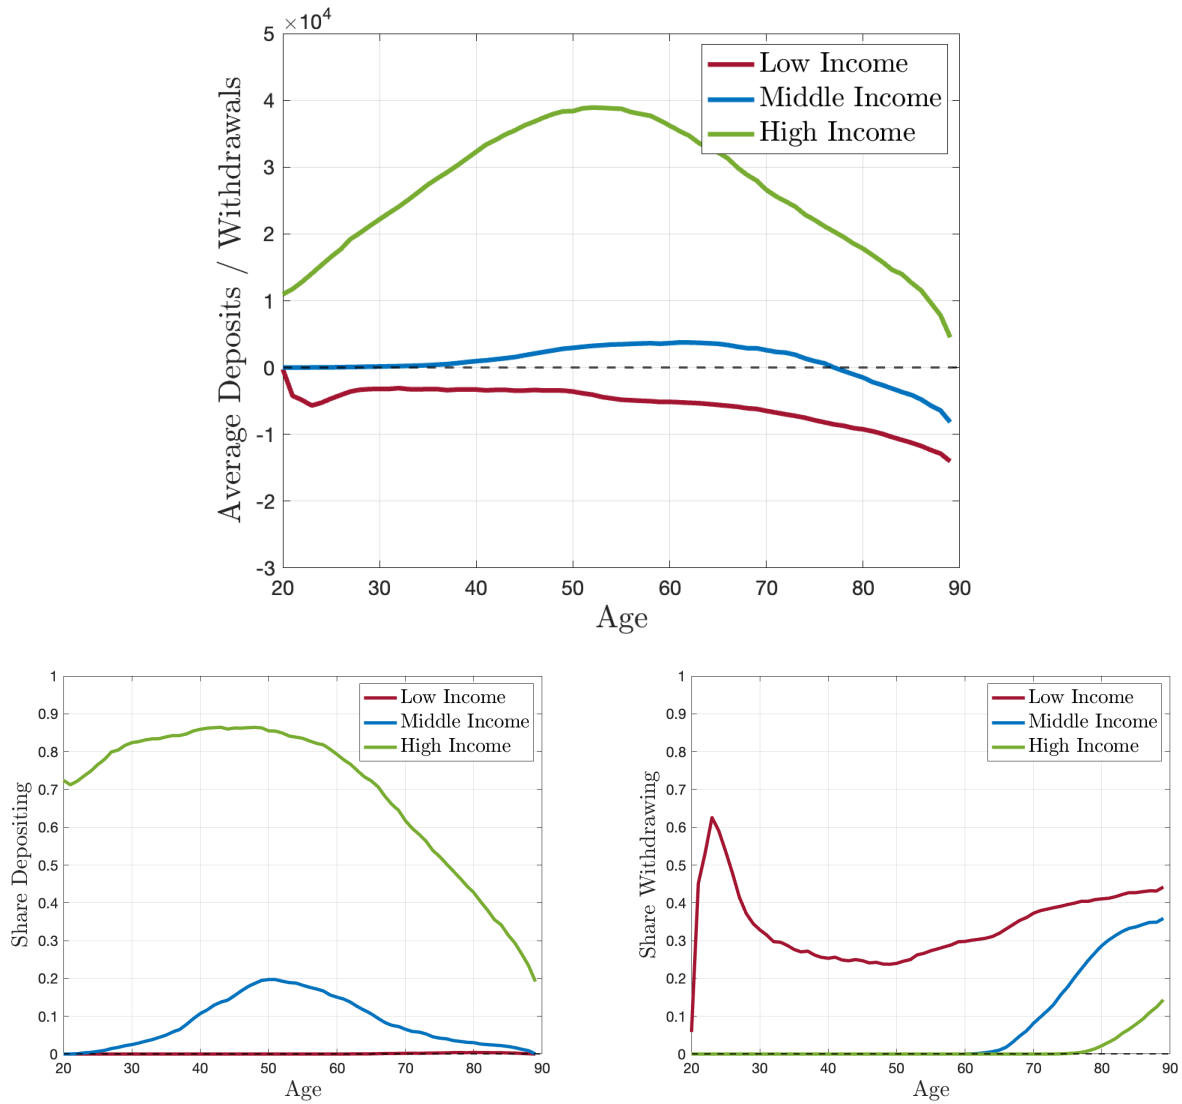 ×10⁴
5
4
3
2
1
0
-1
-2
-3
20 30 40 50 60 70 80 90
Age
Average Deposits / Withdrawals
Low Income
Middle Income
High Income
1
0.9
0.8
0.7
0.6
0.5
0.4
0.3
0.2
0.1
0
20 30 40 50 60 70 80 90
Age
Share Depositing
Low Income
Middle Income
High Income
1
0.9
0.8
0.7
0.6
0.5
0.4
0.3
0.2
0.1
0
20 30 40 50 60 70 80 90
Age
Share Withdrawing
Low Income
Middle Income
High Income